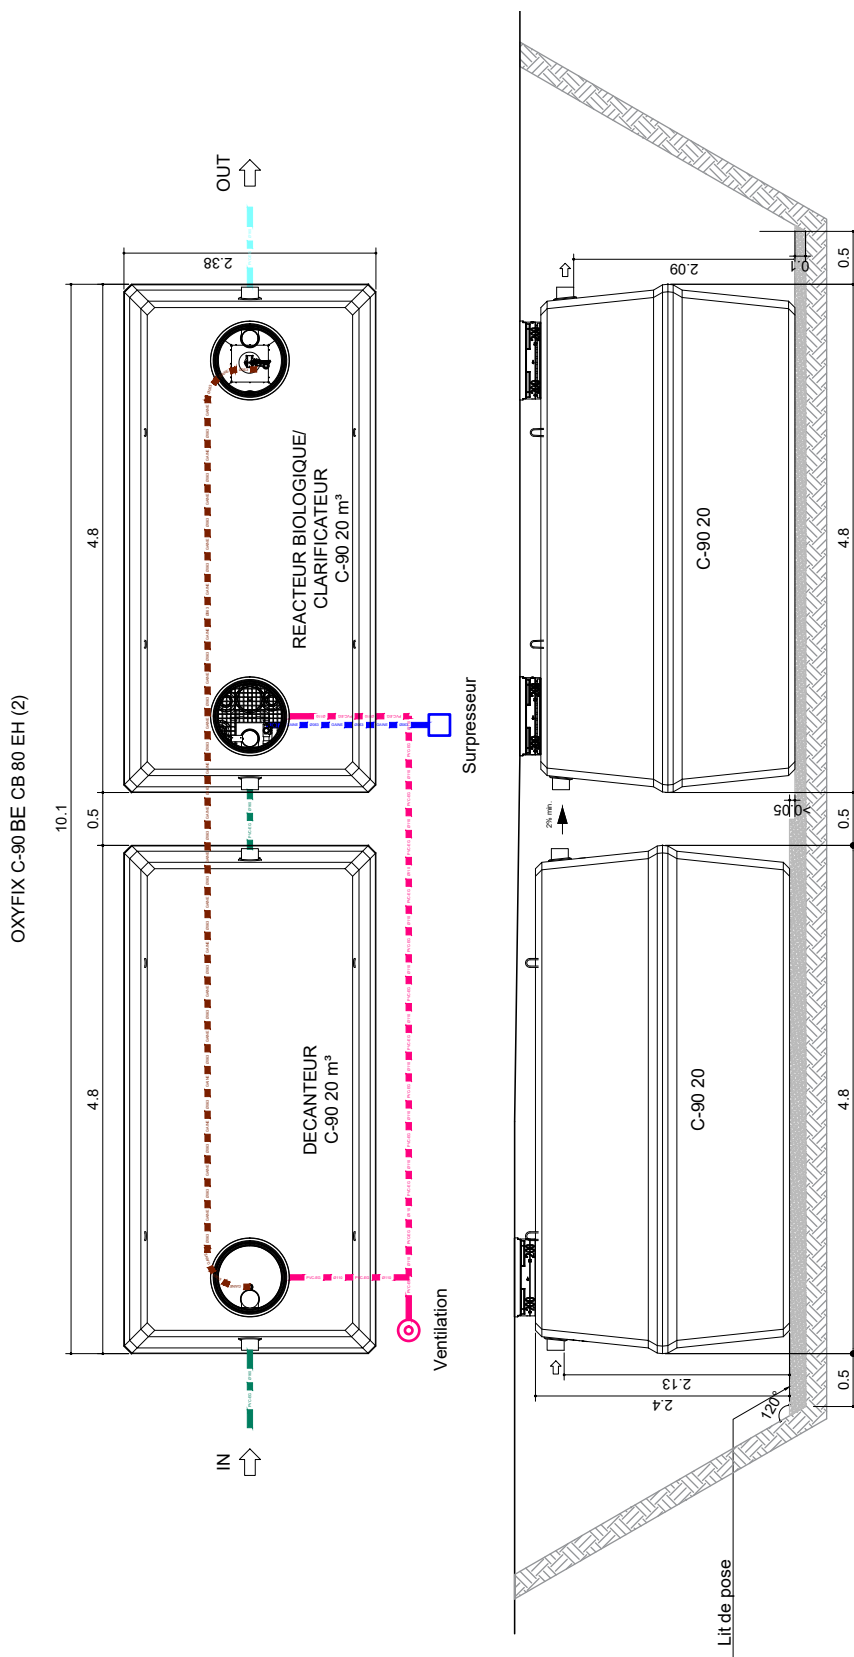 OXYFIX C-90 BE CB 80 EH (2)
10.1
4.8
0.5
4.8
2.38
IN
OUT
DECANTEUR
C-90 20 m³
REACTEUR BIOLOGIQUE/
CLARIFICATEUR
C-90 20 m³
Ventilation
Surpresseur
2% min.
C-90 20
C-90 20
2.13
2.4
2.09
0.1
>0.05
120°
Lit de pose
0.5
4.8
0.5
4.8
0.5